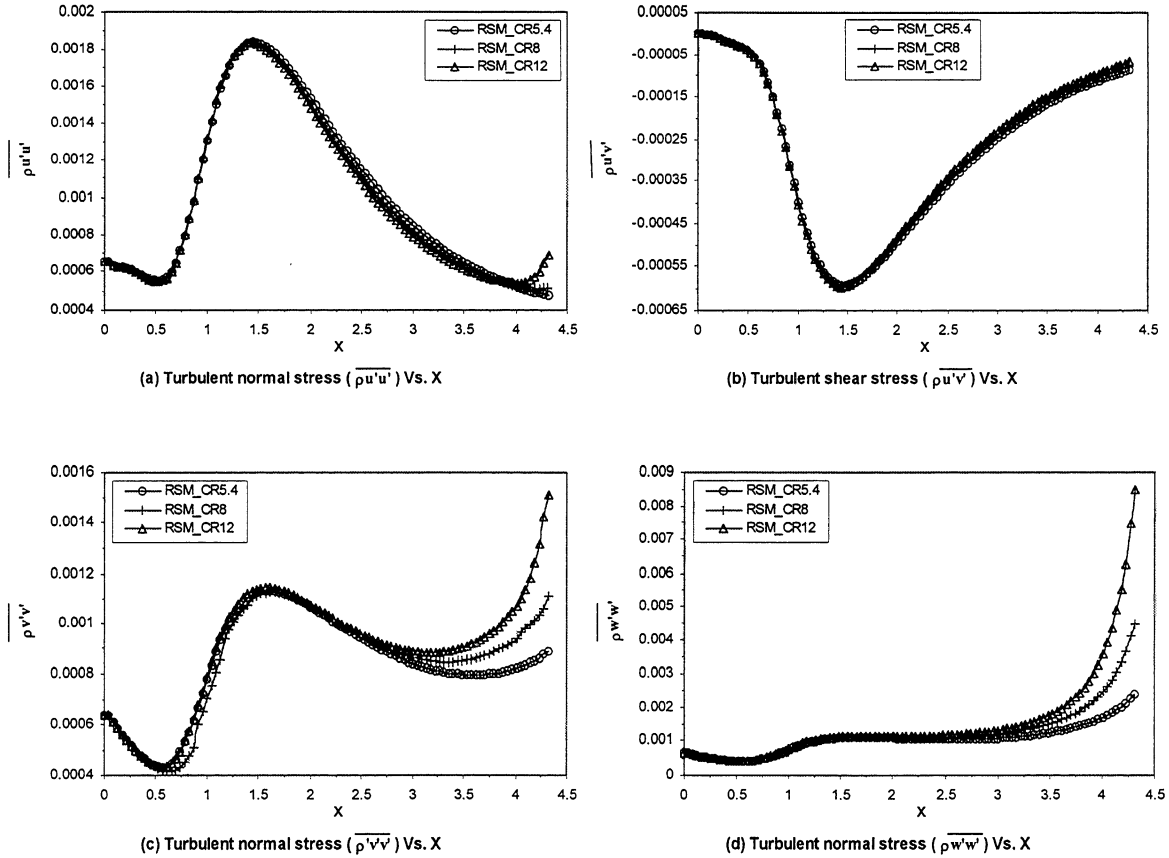 0.002
0.0018
0.0016
0.0014
0.0012
0.001
0.0008
0.0006
0.0004
ρu'u'
RSM_CR5.4
RSM_CR8
RSM_CR12
0 0.5 1 1.5 2 2.5 3 3.5 4 4.5
X
(a) Turbulent normal stress ( ρu'u' ) Vs. X
0.00005
-0.00005
-0.00015
-0.00025
-0.00035
-0.00045
-0.00055
-0.00065
ρu'v'
RSM_CR5.4
RSM_CR8
RSM_CR12
0 0.5 1 1.5 2 2.5 3 3.5 4 4.5
X
(b) Turbulent shear stress ( ρu'v' ) Vs. X
0.0016
0.0014
0.0012
0.001
0.0008
0.0006
0.0004
ρv'v'
RSM_CR5.4
RSM_CR8
RSM_CR12
0 0.5 1 1.5 2 2.5 3 3.5 4 4.5
X
(c) Turbulent normal stress ( ρ'v'v' ) Vs. X
0.009
0.008
0.007
0.006
0.005
0.004
0.003
0.002
0.001
0
ρw'w'
RSM_CR5.4
RSM_CR8
RSM_CR12
0 0.5 1 1.5 2 2.5 3 3.5 4 4.5
X
(d) Turbulent normal stress ( ρw'w' ) Vs. X